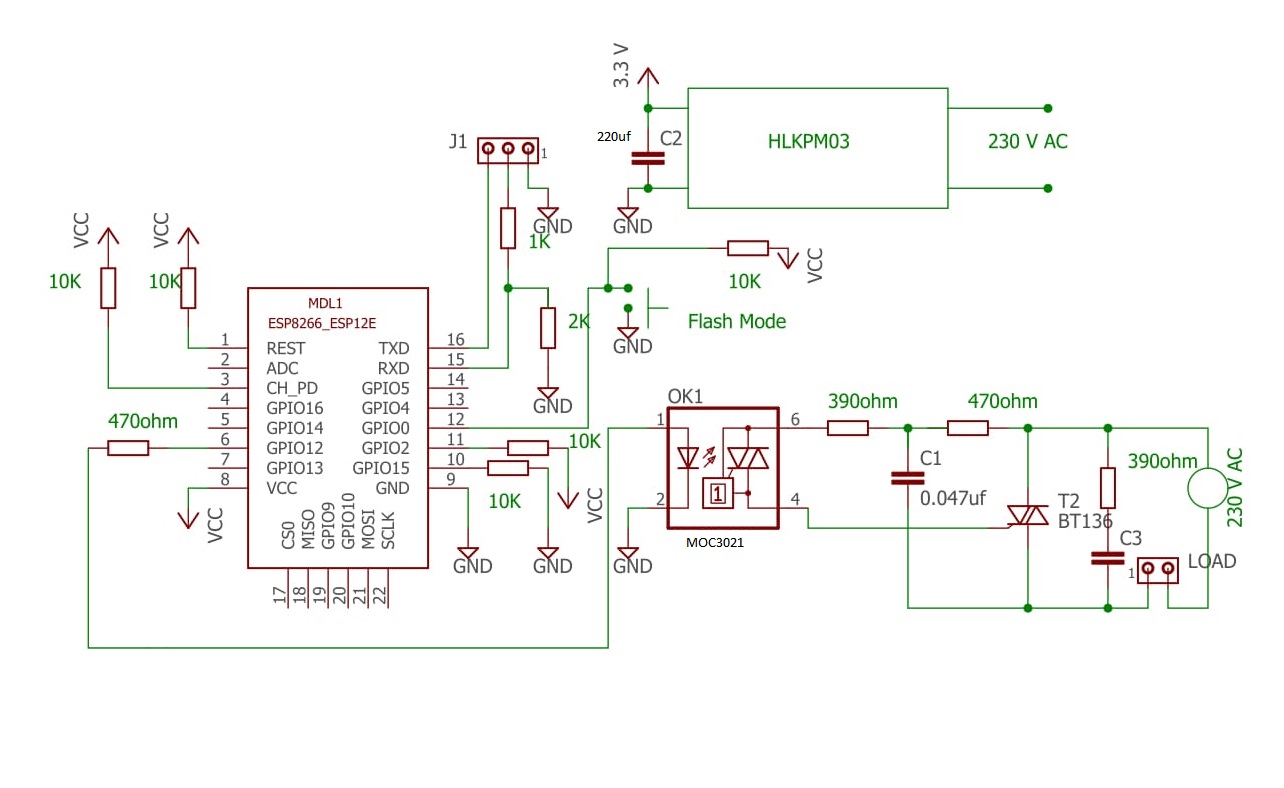 3.3 V
220uf
C2
HLKPM03
230 V AC
GND
J1
1
GND
1K
VCC
VCC
10K
10K
10K
VCC
Flash Mode
GND
2K
GND
MDL1
ESP8266_ESP12E
1 REST TXD 16
2 ADC RXD 15
3 CH_PD GPIO5 14
4 GPIO16 GPIO4 13
5 GPIO14 GPIO0 12
6 GPIO12 GPIO2 11
7 GPIO13 GPIO15 10
8 VCC GND 9
CS0
MISO
GPIO9
GPIO10
MOSI
SCLK
17
18
19
20
21
22
470ohm
VCC
10K
10K
VCC
GND
GND
GND
OK1
1
2
6
4
1
MOC3021
390ohm
470ohm
C1
0.047uf
T2
BT136
390ohm
C3
1
LOAD
230 V AC